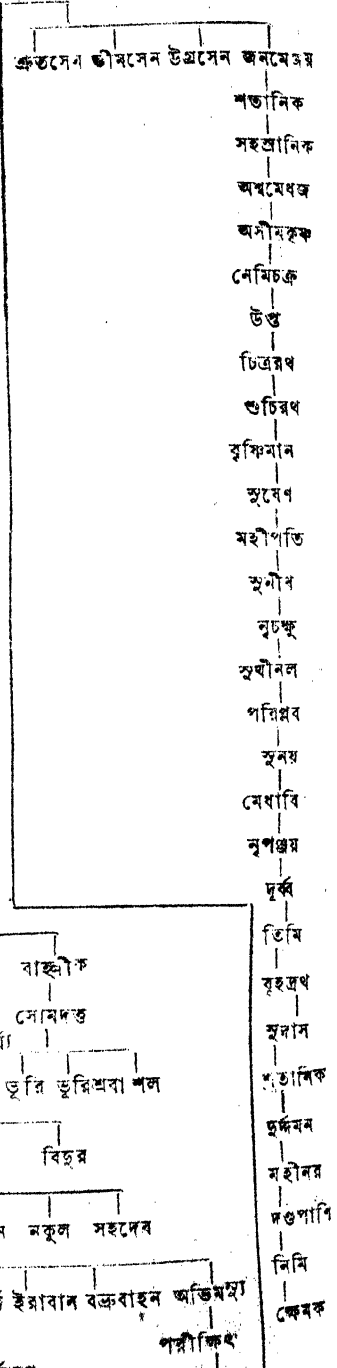 শ্রুতসেন ভীমসেন উগ্রসেন জনমেজয়
শতানিক
সহস্রানিক
অশ্বমেধজ
অসীমকৃষ্ণ
নেমিচক্র
উপ্ত
চিত্ররথ
শুচিরথ
বৃষ্ণিমান
সুষেণ
মহীপতি
সুনীথ
নৃচক্ষু
সুখীনল
পরিপ্লব
সুনয়
মেধাবি
নৃপঞ্জয়
দূর্ব্ব
তিমি
বাহ্লীক
বৃহদ্রথ
সোমদত্ত
সুদাস
ভূরি ভূরিশ্রবা শল
শতানিক
দুর্দ্দমন
বিদুর
মহীনর
নকুল সহদেব
দণ্ডপাণি
নিমি
ইরাবান বভ্রুবাহন অভিমন্যু
ক্ষেমক
পরীক্ষিৎ